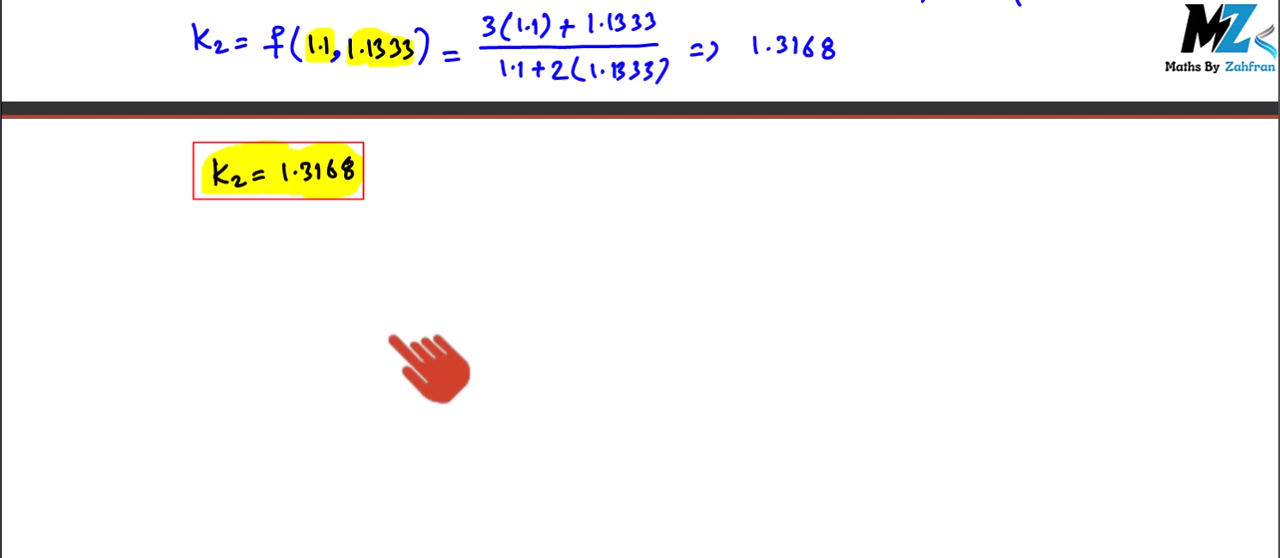 K₂ = f(1.1, 1.1333) = (3(1.1) + 1.1333) / (1.1 + 2(1.1333)) => 1.3168
MZ
Maths By Zahfran
K₂ = 1.3168